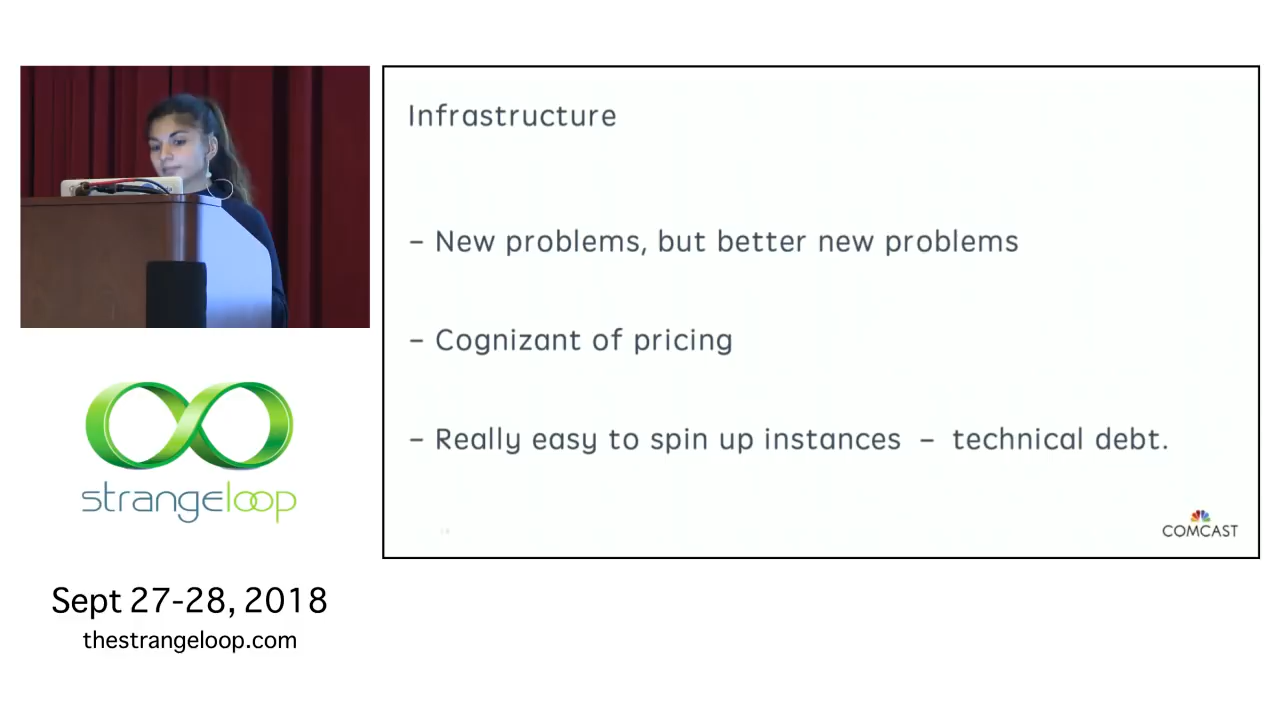 Infrastructure
– New problems, but better new problems
– Cognizant of pricing
– Really easy to spin up instances – technical debt.
COMCAST
strangeloop
Sept 27-28, 2018
thestrangeloop.com